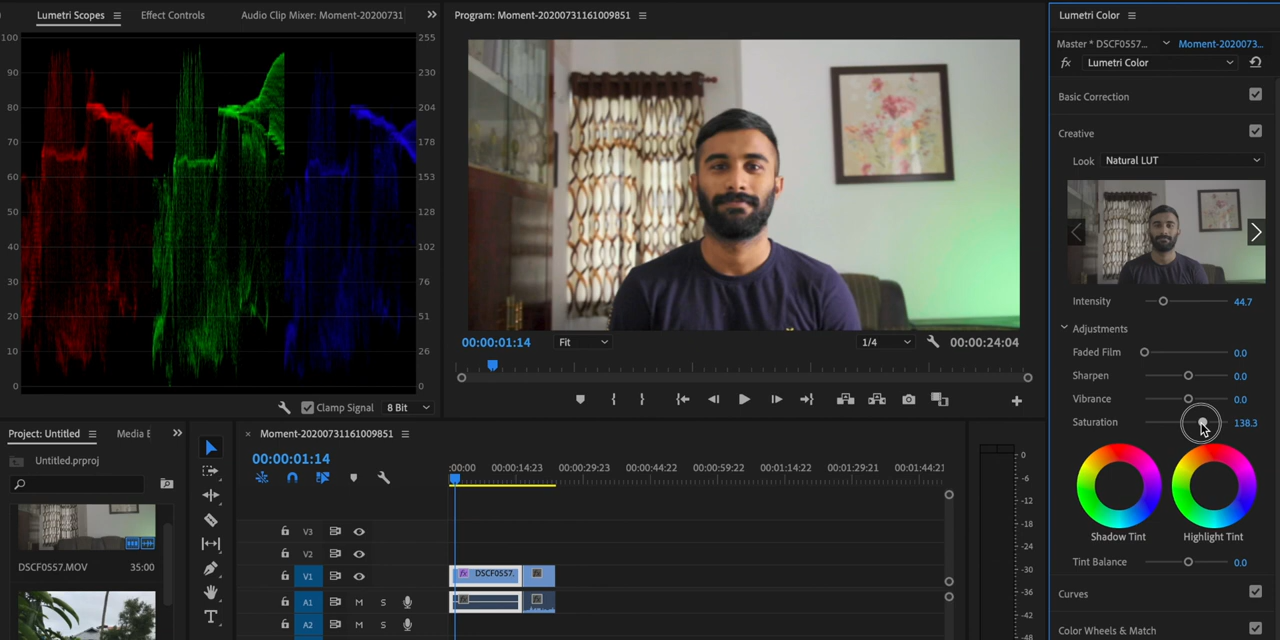 Lumetri Scopes
Effect Controls
Audio Clip Mixer: Moment-20200731
100
90
80
70
60
50
40
30
20
10
0
255
230
204
178
153
128
102
76
51
26
0
Clamp Signal
8 Bit
Program: Moment-20200731161009851
00:00:01:14
Fit
1/4
00:00:24:04
Lumetri Color
Master * DSCF0557...
Moment-2020073...
fx Lumetri Color
Basic Correction
Creative
Look Natural LUT
Intensity 44.7
Adjustments
Faded Film 0.0
Sharpen 0.0
Vibrance 0.0
Saturation 138.3
Shadow Tint Highlight Tint
Tint Balance 0.0
Curves
Color Wheels & Match
Project: Untitled
Media E
Untitled.prproj
DSCF0557.MOV 35:00
T
× Moment-20200731161009851
00:00:01:14
:00:00 00:00:14:23 00:00:29:23 00:00:44:22 00:00:59:22 00:01:14:22 00:01:29:21 00:01:44:21
V3
V2
V1
fx DSCF0557. fx
A1 M S
A2 M S
0
-6
-12
-18
-24
-30
-36
-42
-48